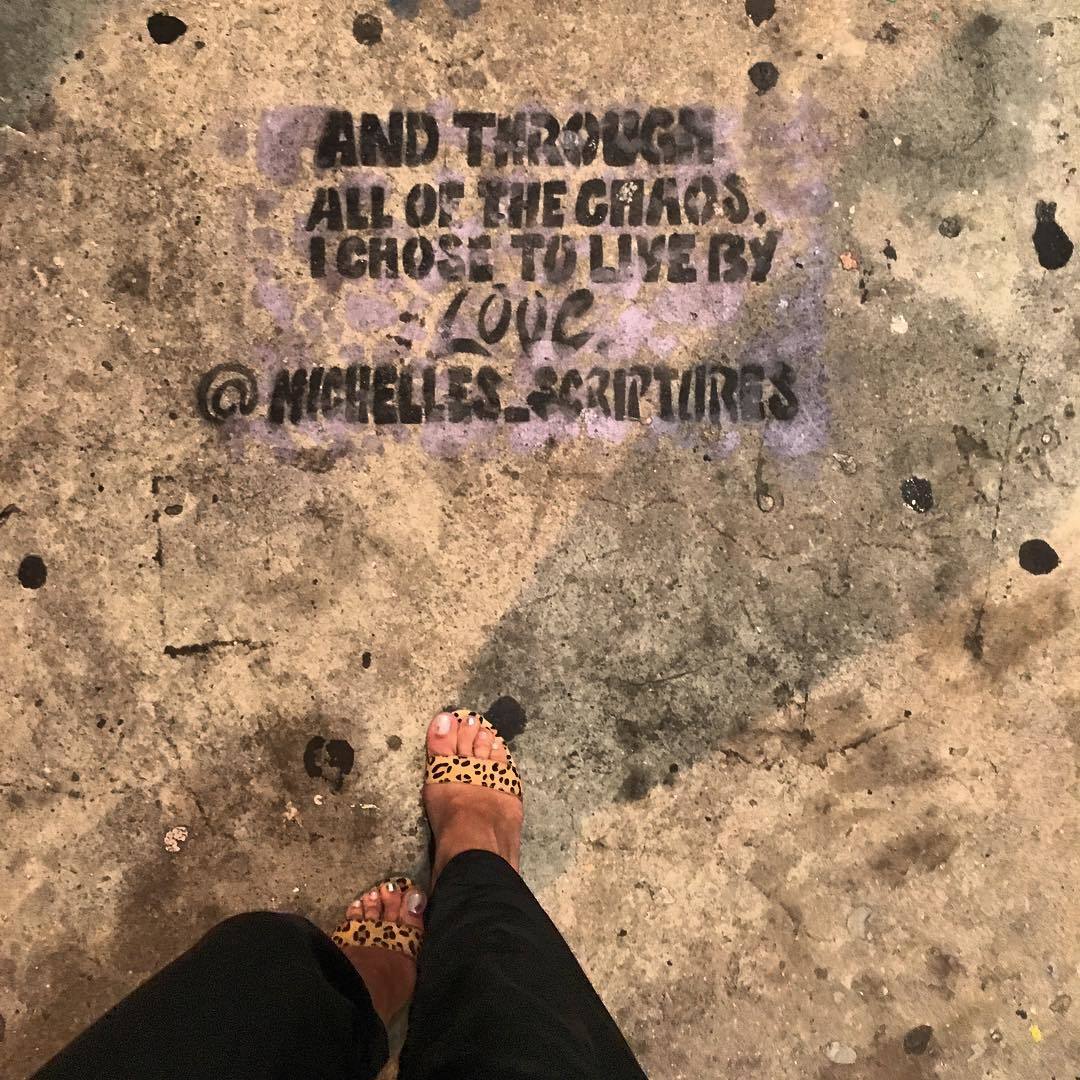 AND THROUGH
ALL OF THE CHAOS,
I CHOSE TO LIVE BY
LOVE
@MICHELLES_SCRIPTURES